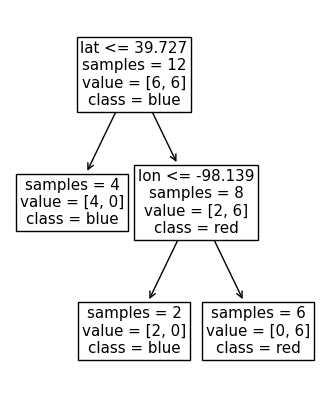 lat <= 39.727
samples = 12
value = [6, 6]
class = blue
samples = 4
value = [4, 0]
class = blue
lon <= -98.139
samples = 8
value = [2, 6]
class = red
samples = 2
value = [2, 0]
class = blue
samples = 6
value = [0, 6]
class = red